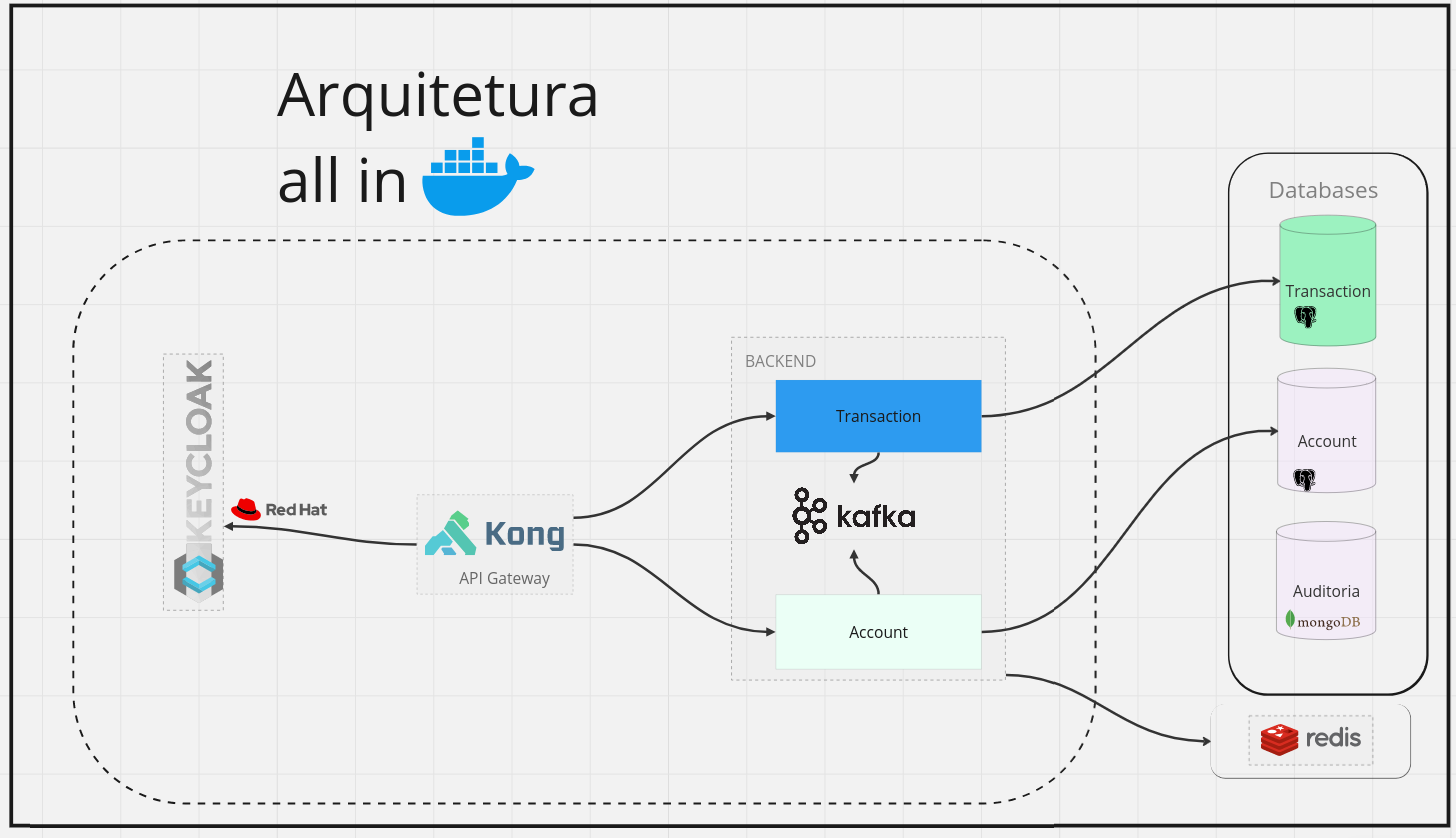 Arquitetura
all in
Databases
Transaction
BACKEND
Transaction
Account
KEYCLOAK
Red Hat
kafka
Kong
API Gateway
Auditoria
mongoDB
Account
redis